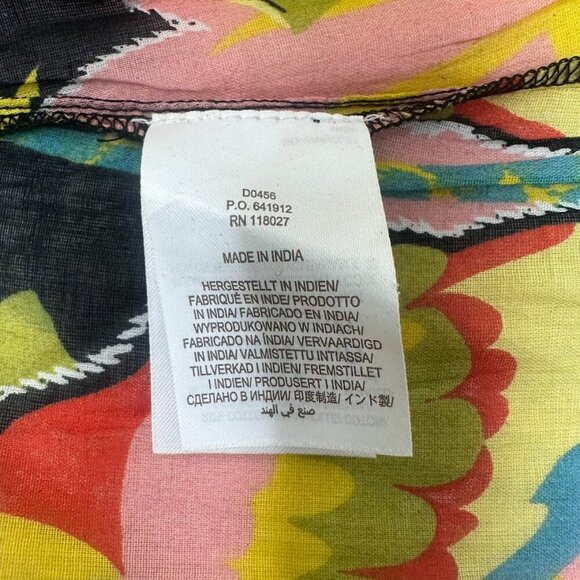 D0456
P.O. 641912
RN 118027
MADE IN INDIA
HERGESTELLT IN INDIEN/
FABRIQUÉ EN INDE/ PRODOTTO
IN INDIA/ FABRICADO EN INDIA/
WYPRODUKOWANO W INDIACH/
FABRICADO NA ÍNDIA/ VERVAARDIGD
IN INDIA/ VALMISTETTU INTIASSA/
TILLVERKAD I INDIEN/ FREMSTILLET
I INDIEN/ PRODUSERT I INDIA/
СДЕЛАНО В ИНДИИ/ 印度制造/ インド製/
صنع في الهند